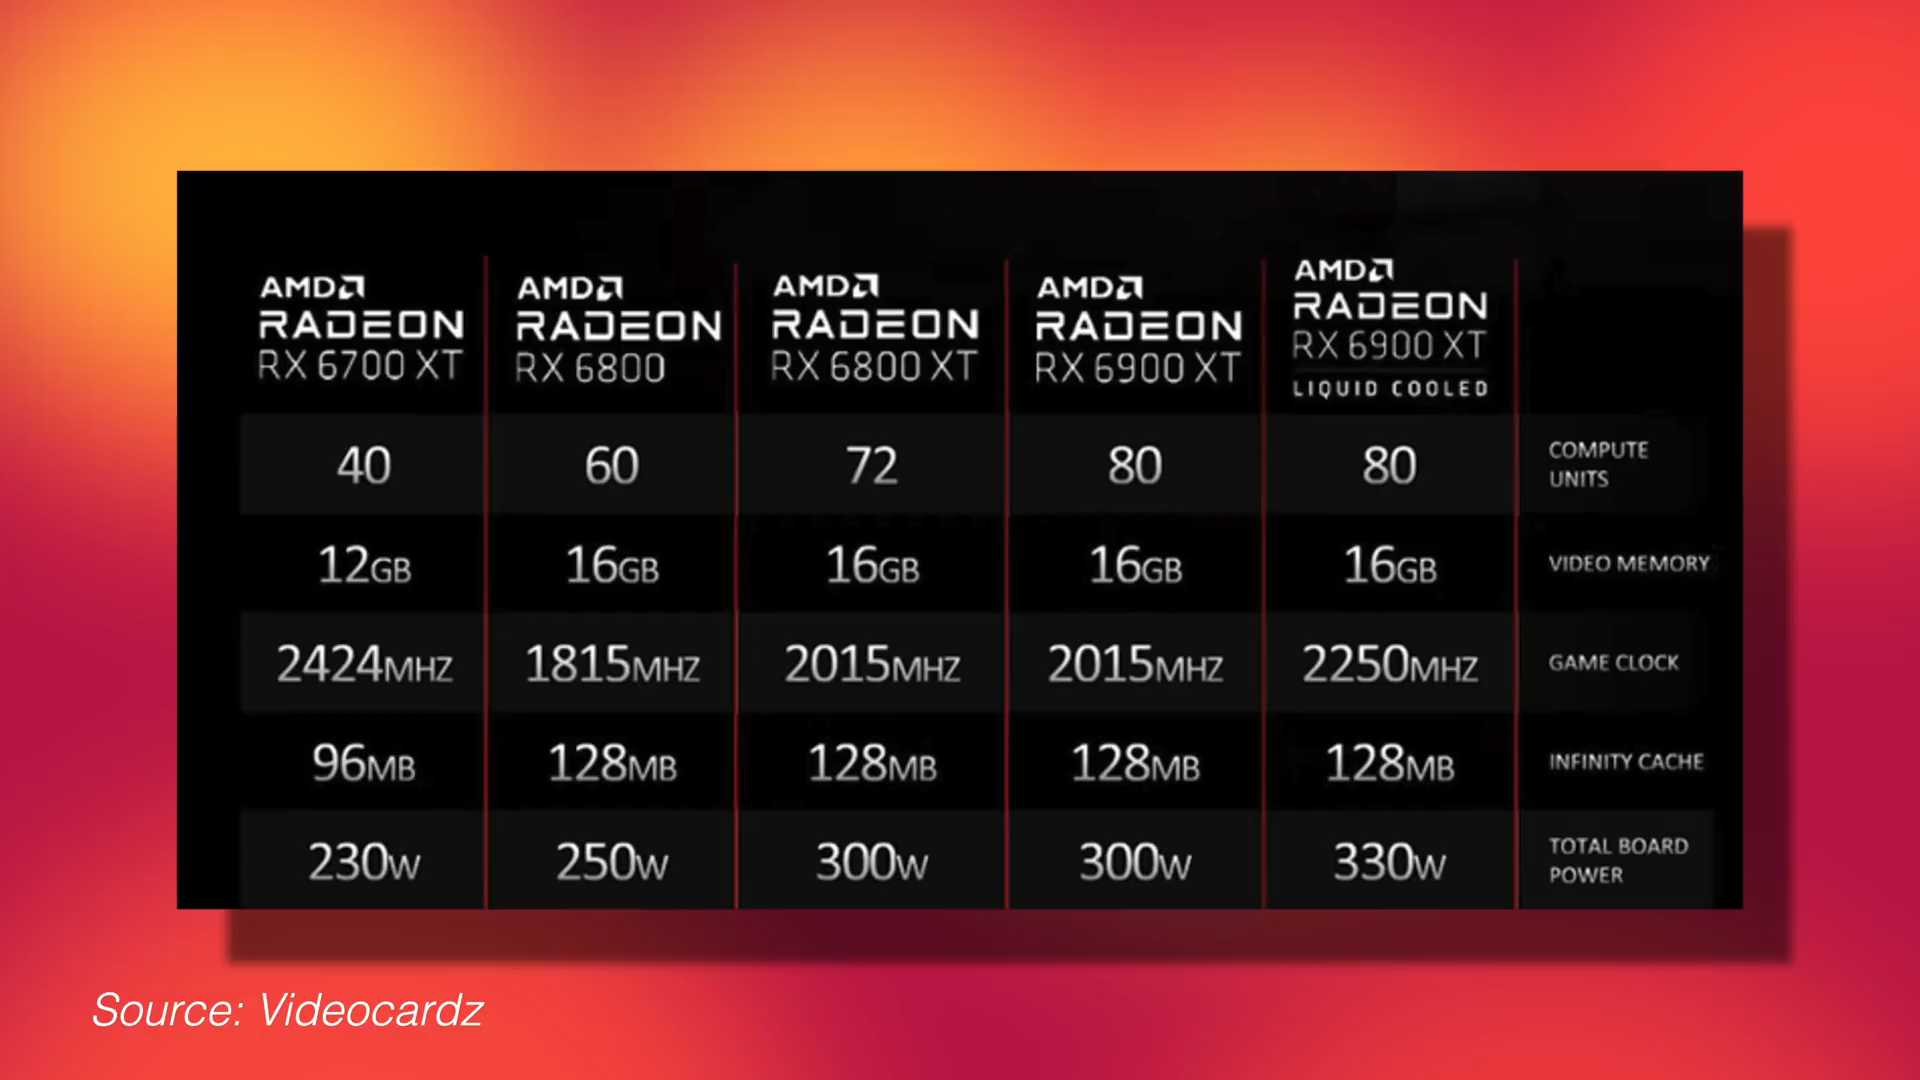 AMD
RADEON
RX 6700 XT
AMD
RADEON
RX 6800
AMD
RADEON
RX 6800 XT
AMD
RADEON
RX 6900 XT
AMD
RADEON
RX 6900 XT
LIQUID COOLED
40 60 72 80 80 COMPUTE
UNITS
12GB 16GB 16GB 16GB 16GB VIDEO MEMORY
2424MHZ 1815MHZ 2015MHZ 2015MHZ 2250MHZ GAME CLOCK
96MB 128MB 128MB 128MB 128MB INFINITY CACHE
230W 250W 300W 300W 330W TOTAL BOARD
POWER
Source: Videocardz